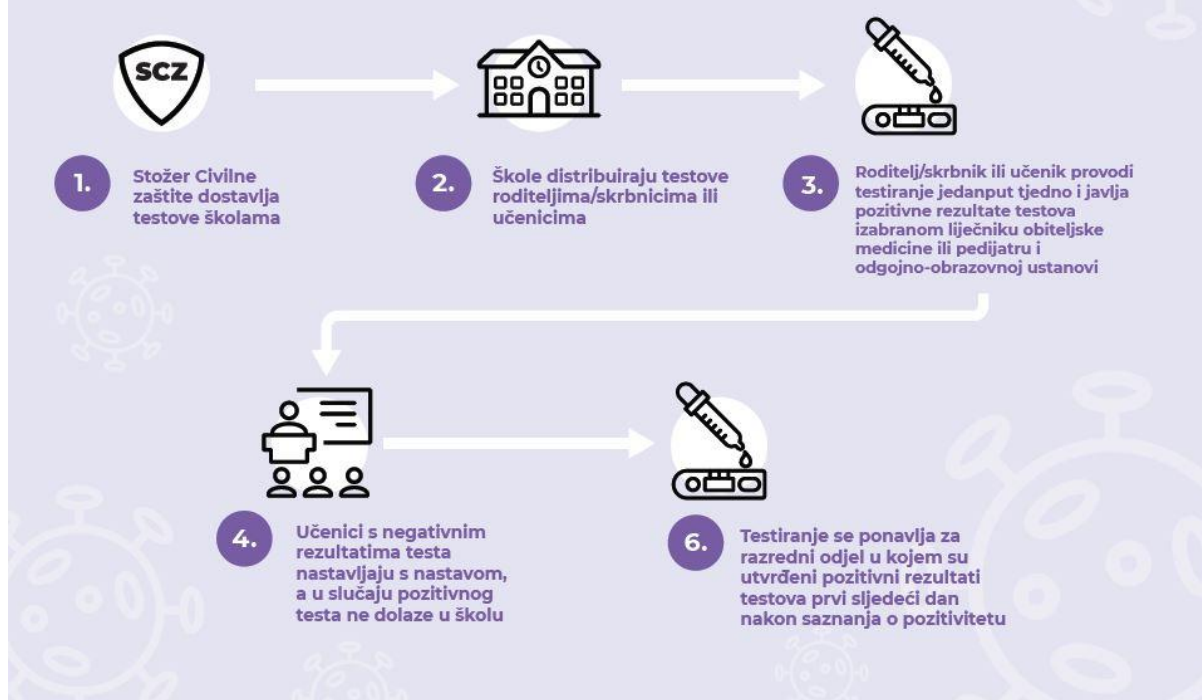 SCZ
1.
Stožer Civilne
zaštite dostavlja
testove školama
2.
Škole distribuiraju testove
roditeljima/skrbnicima ili
učenicima
3.
Roditelj/skrbnik ili učenik provodi
testiranje jedanput tjedno i javlja
pozitivne rezultate testova
izabranom liječniku obiteljske
medicine ili pedijatru i
odgojno-obrazovnoj ustanovi
4.
Učenici s negativnim
rezultatima testa
nastavljaju s nastavom,
a u slučaju pozitivnog
testa ne dolaze u školu
6.
Testiranje se ponavlja za
razredni odjel u kojem su
utvrđeni pozitivni rezultati
testova prvi sljedeći dan
nakon saznanja o pozitivitetu